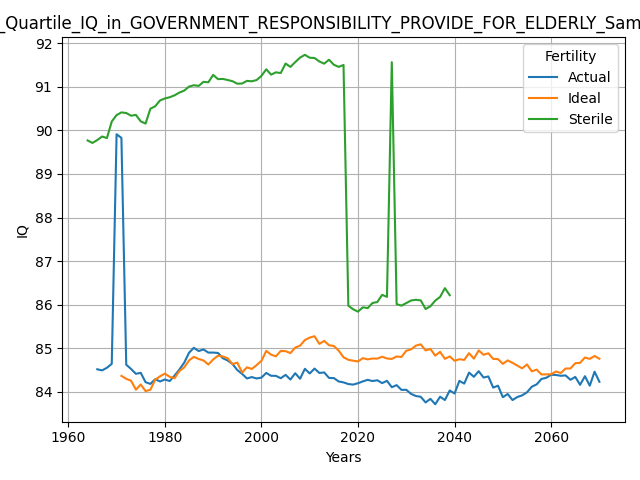 _Quartile_IQ_in_GOVERNMENT_RESPONSIBILITY_PROVIDE_FOR_ELDERLY_Sam
92
91
90
89
88
87
86
85
84
IQ
Fertility
Actual
Ideal
Sterile
1960 1980 2000 2020 2040 2060
Years